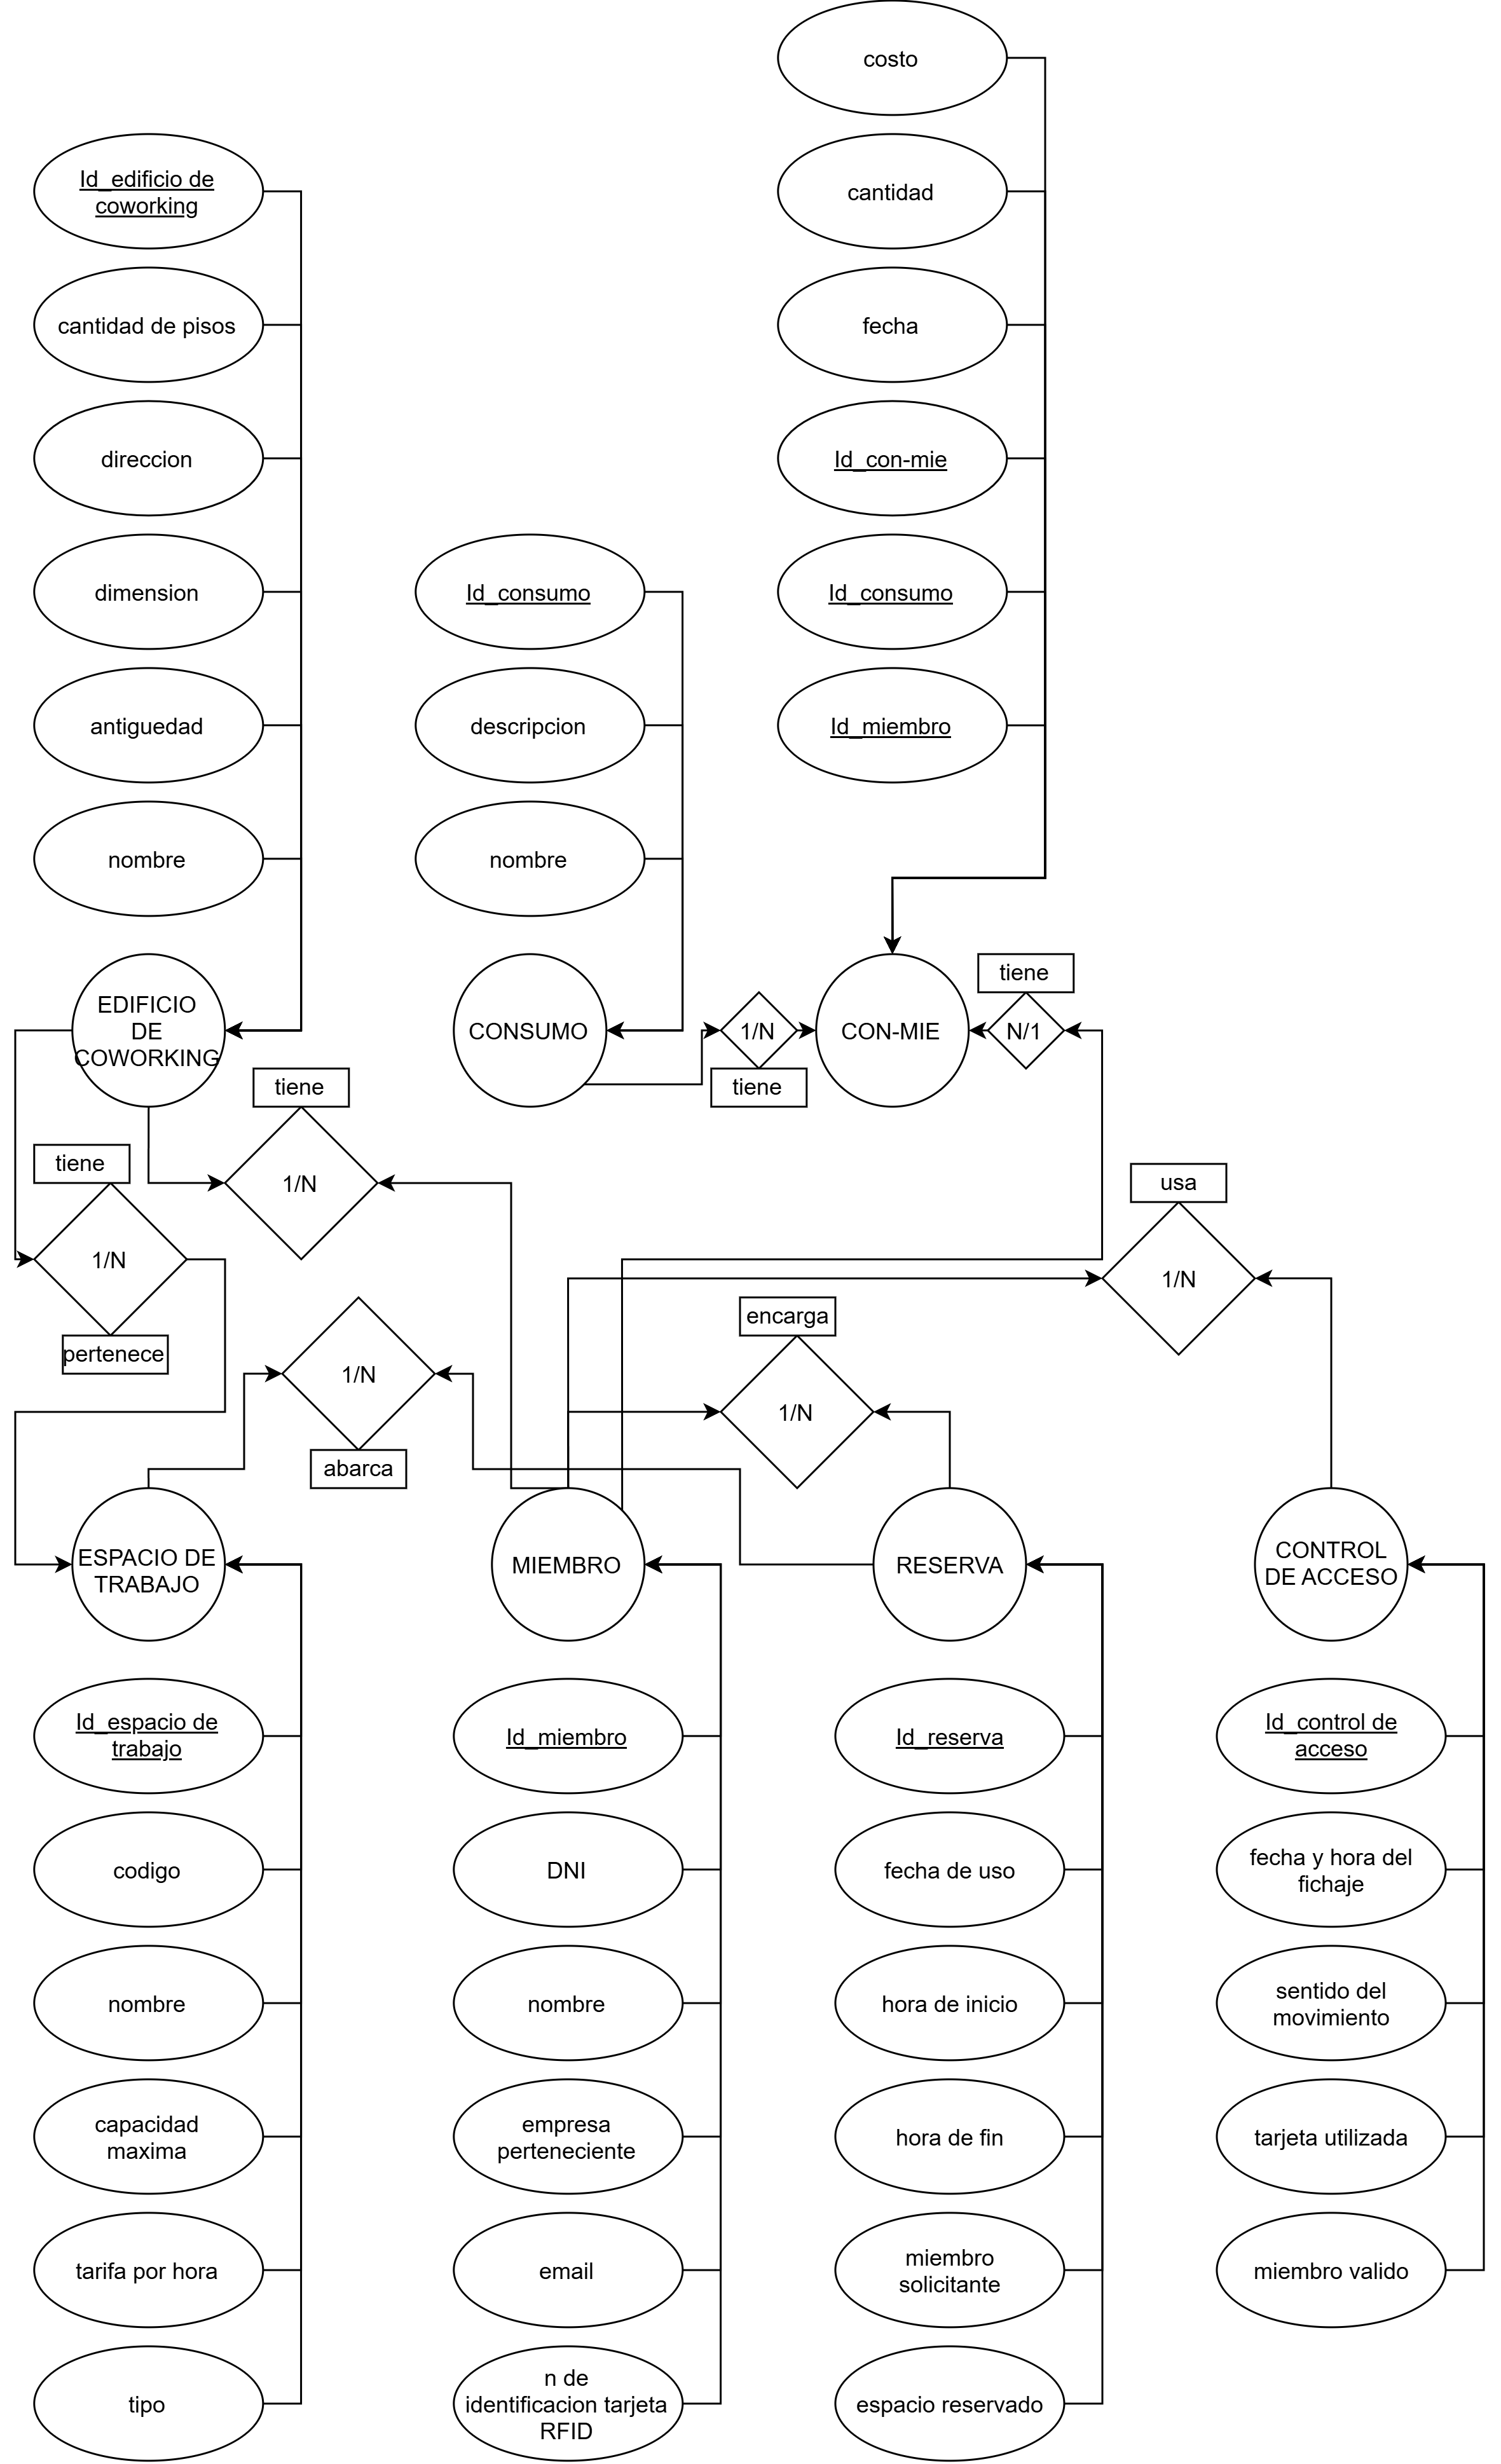 costo
Id_edificio de
coworking
cantidad
cantidad de pisos
fecha
direccion
Id_con-mie
dimension
Id_consumo
Id_consumo
antiguedad
descripcion
Id_miembro
nombre
nombre
EDIFICIO
DE
COWORKING
CONSUMO
1/N
tiene
CON-MIE
tiene
N/1
tiene
1/N
tiene
1/N
pertenece
usa
1/N
encarga
1/N
1/N
abarca
ESPACIO DE
TRABAJO
MIEMBRO
RESERVA
CONTROL
DE ACCESO
Id_espacio de
trabajo
Id_miembro
Id_reserva
Id_control de
acceso
codigo
DNI
fecha de uso
fecha y hora del
fichaje
nombre
nombre
hora de inicio
sentido del
movimiento
capacidad
maxima
empresa
perteneciente
hora de fin
tarjeta utilizada
tarifa por hora
email
miembro
solicitante
miembro valido
tipo
n de
identificacion tarjeta
RFID
espacio reservado